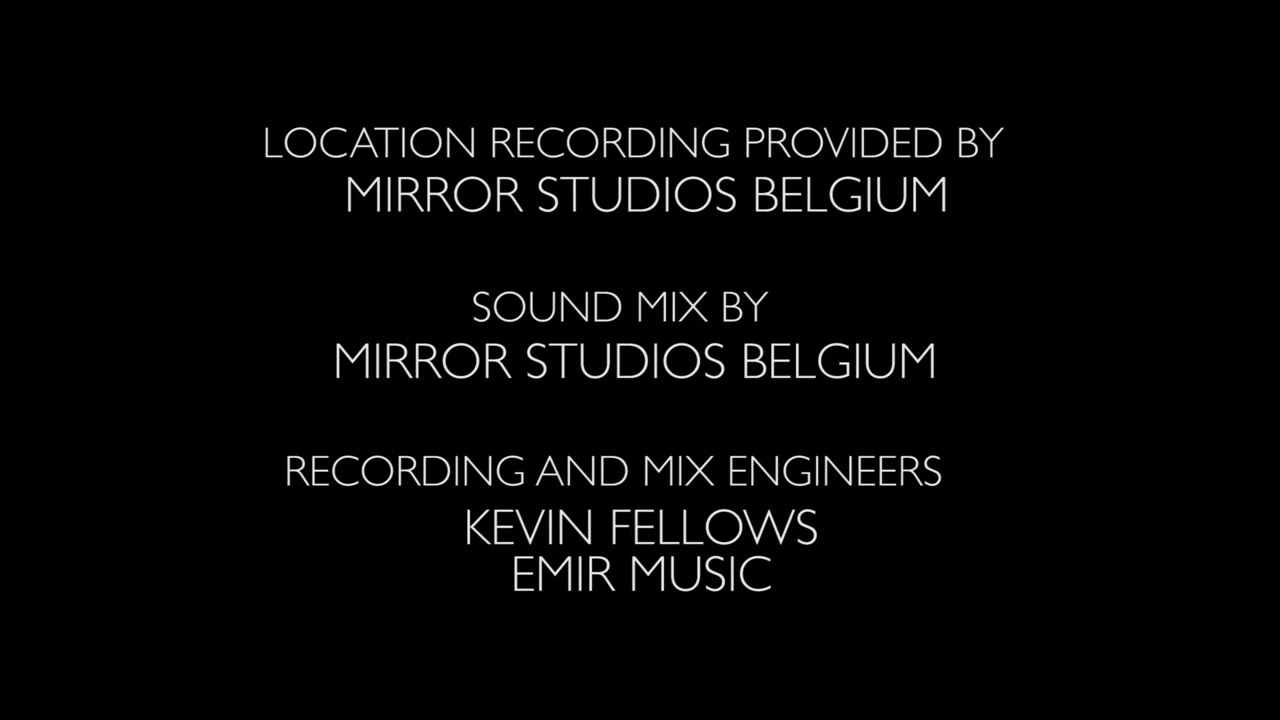 LOCATION RECORDING PROVIDED BY
MIRROR STUDIOS BELGIUM
SOUND MIX BY
MIRROR STUDIOS BELGIUM
RECORDING AND MIX ENGINEERS
KEVIN FELLOWS
EMIR MUSIC